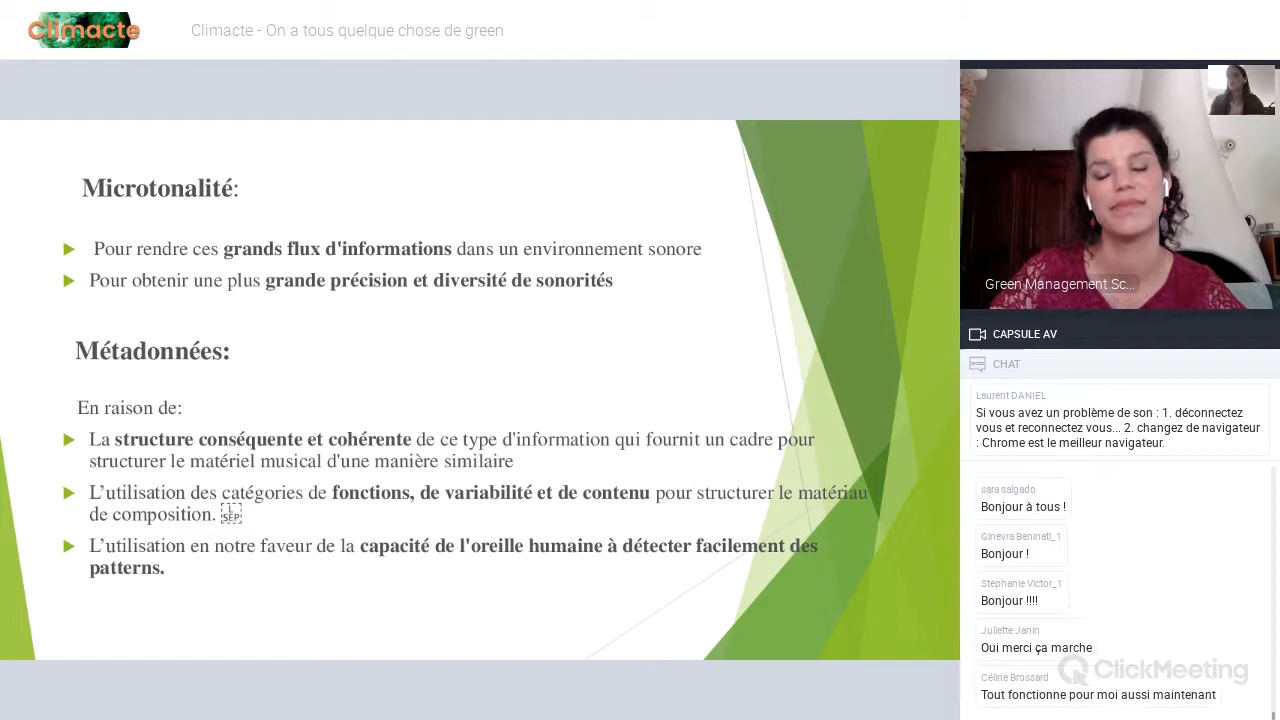 Climacte
Climacte - On a tous quelque chose de green
Microtonalité:
Pour rendre ces grands flux d'informations dans un environnement sonore
Pour obtenir une plus grande précision et diversité de sonorités
Métadonnées:
En raison de:
La structure conséquente et cohérente de ce type d'information qui fournit un cadre pour
structurer le matériel musical d'une manière similaire
L’utilisation des catégories de fonctions, de variabilité et de contenu pour structurer le matériau
de composition. L SEP
L’utilisation en notre faveur de la capacité de l'oreille humaine à détecter facilement des
patterns.
Green Management Sc...
CAPSULE AV
CHAT
Laurent DANIEL
Si vous avez un problème de son : 1. déconnectez
vous et reconnectez vous... 2. changez de navigateur
: Chrome est le meilleur navigateur.
sara salgado
Bonjour à tous !
Ginevra Beninati_1
Bonjour !
Stéphanie Victor_1
Bonjour !!!!
Juliette Janin
Oui merci ça marche
Céline Brossard
Tout fonctionne pour moi aussi maintenant
ClickMeeting